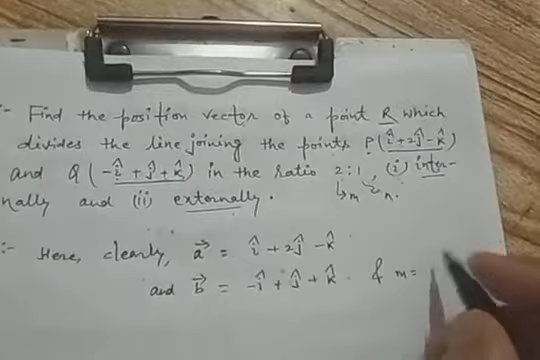 :- Find the position vector of a point R which
divides the line joining the points P(î+2ĵ-k̂)
and Q(-î+ĵ+k̂) in the ratio 2:1, (i) inter-
nally and (ii) externally. ↳m ↘n.
:- Here, clearly, a⃗ = î+2ĵ-k̂
and b⃗ = -î+ĵ+k̂. & m=